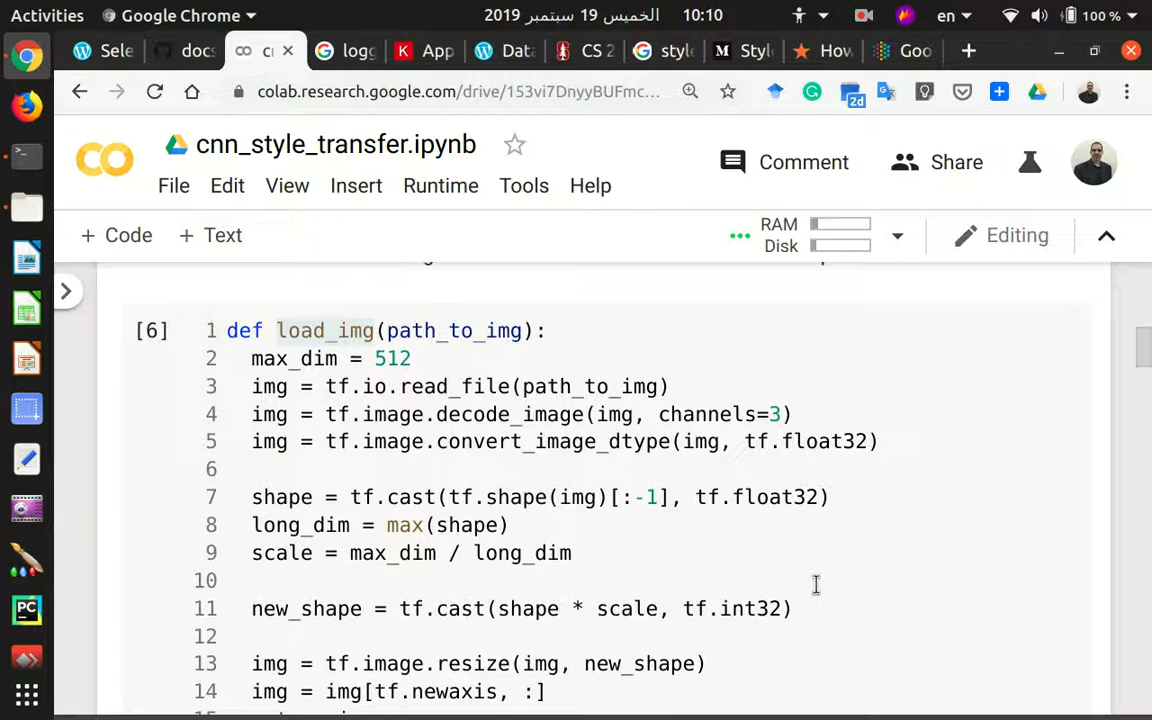 Activities
Google Chrome
الخميس 19 سبتمبر 2019
10:10
en
100 %
Sele
docs
logg
App
Data
CS 2
style
Style
How
Goo
colab.research.google.com/drive/153vi7DnyyBUFmc...
2d
cnn_style_transfer.ipynb
Comment
Share
File Edit View Insert Runtime Tools Help
+ Code + Text
RAM
Disk
Editing
[6]
1 def load_img(path_to_img):
2 max_dim = 512
3 img = tf.io.read_file(path_to_img)
4 img = tf.image.decode_image(img, channels=3)
5 img = tf.image.convert_image_dtype(img, tf.float32)
6
7 shape = tf.cast(tf.shape(img)[:-1], tf.float32)
8 long_dim = max(shape)
9 scale = max_dim / long_dim
10
11 new_shape = tf.cast(shape * scale, tf.int32)
12
13 img = tf.image.resize(img, new_shape)
14 img = img[tf.newaxis, :]